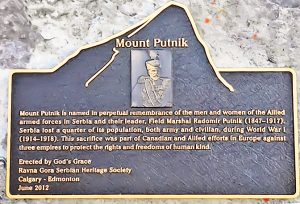 Mount Putnik
Mount Putnik is named in perpetual remembrance of the men and women of the Allied
armed forces in Serbia and their leader, Field Marshal Radomir Putnik (1847-1917).
Serbia lost a quarter of its population, both army and civilian, during World War I
(1914-1918). This sacrifice was part of Canadian and Allied efforts in Europe against
three empires to protect the rights and freedoms of human kind.
Erected by God's Grace
Ravna Gora Serbian Heritage Society
Calgary - Edmonton
June 2012